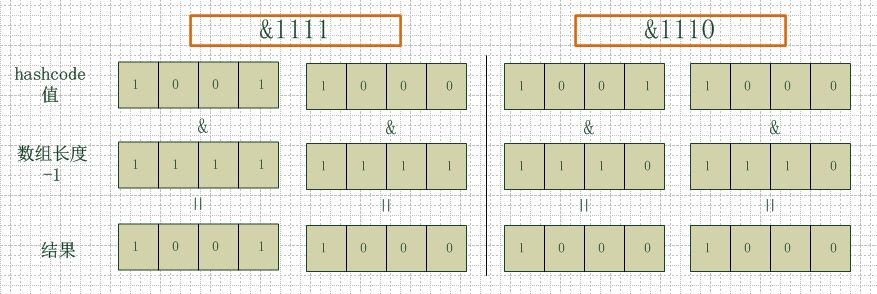 &1111 &1110
hashcode
值
1 0 0 1 1 0 0 0 1 0 0 1 1 0 0 0
& & & &
数组长度
-1
1 1 1 1 1 1 1 1 1 1 1 0 1 1 1 0
= = = =
结果
1 0 0 1 1 0 0 0 1 0 0 0 1 0 0 0